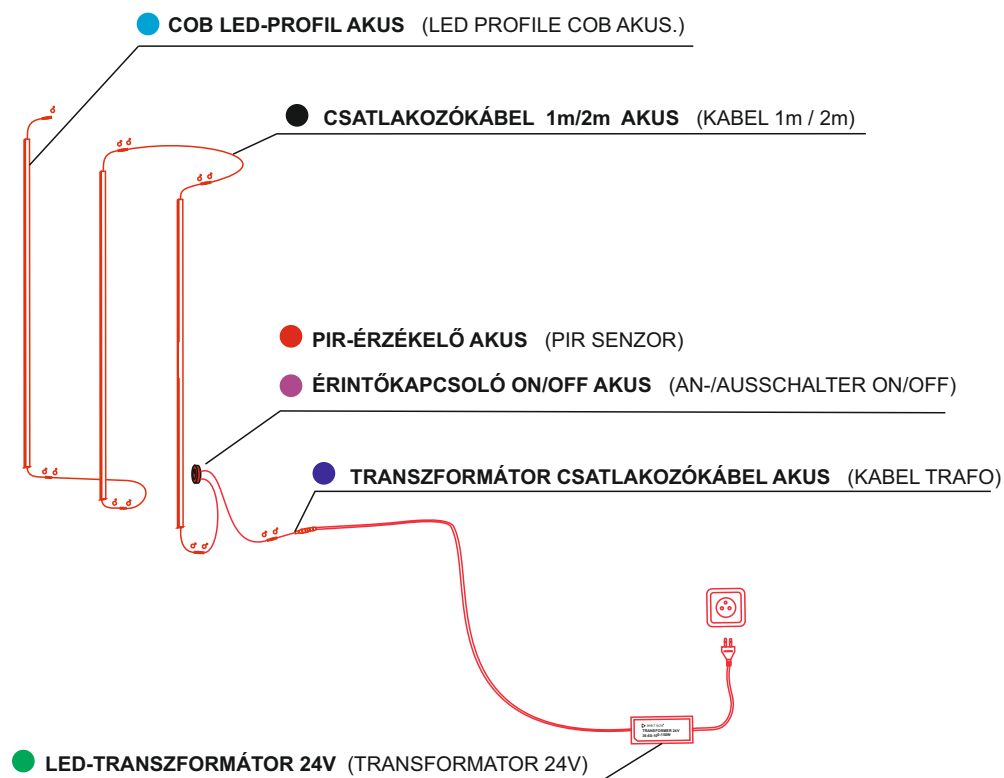 COB LED-PROFIL AKUS (LED PROFILE COB AKUS.)
CSATLAKOZÓKÁBEL 1m/2m AKUS (KABEL 1m / 2m)
PIR-ÉRZÉKELŐ AKUS (PIR SENZOR)
ÉRINTŐKAPCSOLÓ ON/OFF AKUS (AN-/AUSSCHALTER ON/OFF)
TRANSZFORMÁTOR CSATLAKOZÓKÁBEL AKUS (KABEL TRAFO)
TRANSFORMER 24V
LED-TRANSZFORMÁTOR 24V (TRANSFORMATOR 24V)